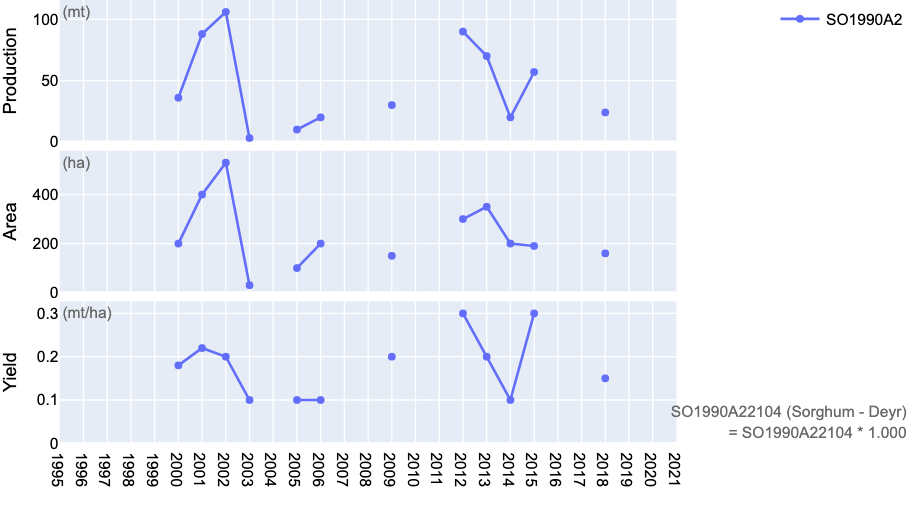 (mt)
SO1990A2
Production
100
50
0
(ha)
Area
400
200
0
(mt/ha)
Yield
0.3
0.2
0.1
0
SO1990A22104 (Sorghum - Deyr)
= SO1990A22104 * 1.000
1995 1996 1997 1998 1999 2000 2001 2002 2003 2004 2005 2006 2007 2008 2009 2010 2011 2012 2013 2014 2015 2016 2017 2018 2019 2020 2021